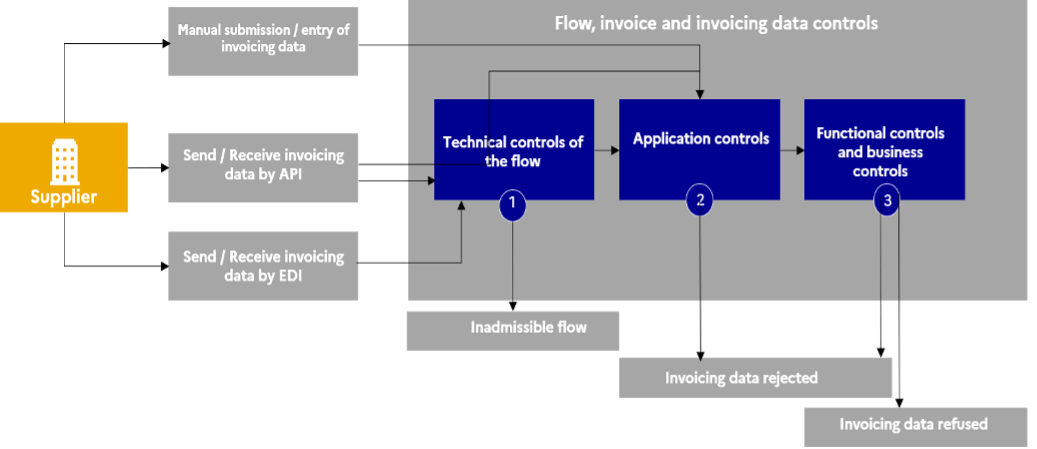 Flow, invoice and invoicing data controls
Manual submission / entry of
invoicing data
Supplier
Send / Receive invoicing
data by API
Send / Receive invoicing
data by EDI
Technical controls of
the flow
1
Application controls
2
Functional controls
and business
controls
3
Inadmissible flow
Invoicing data rejected
Invoicing data refused